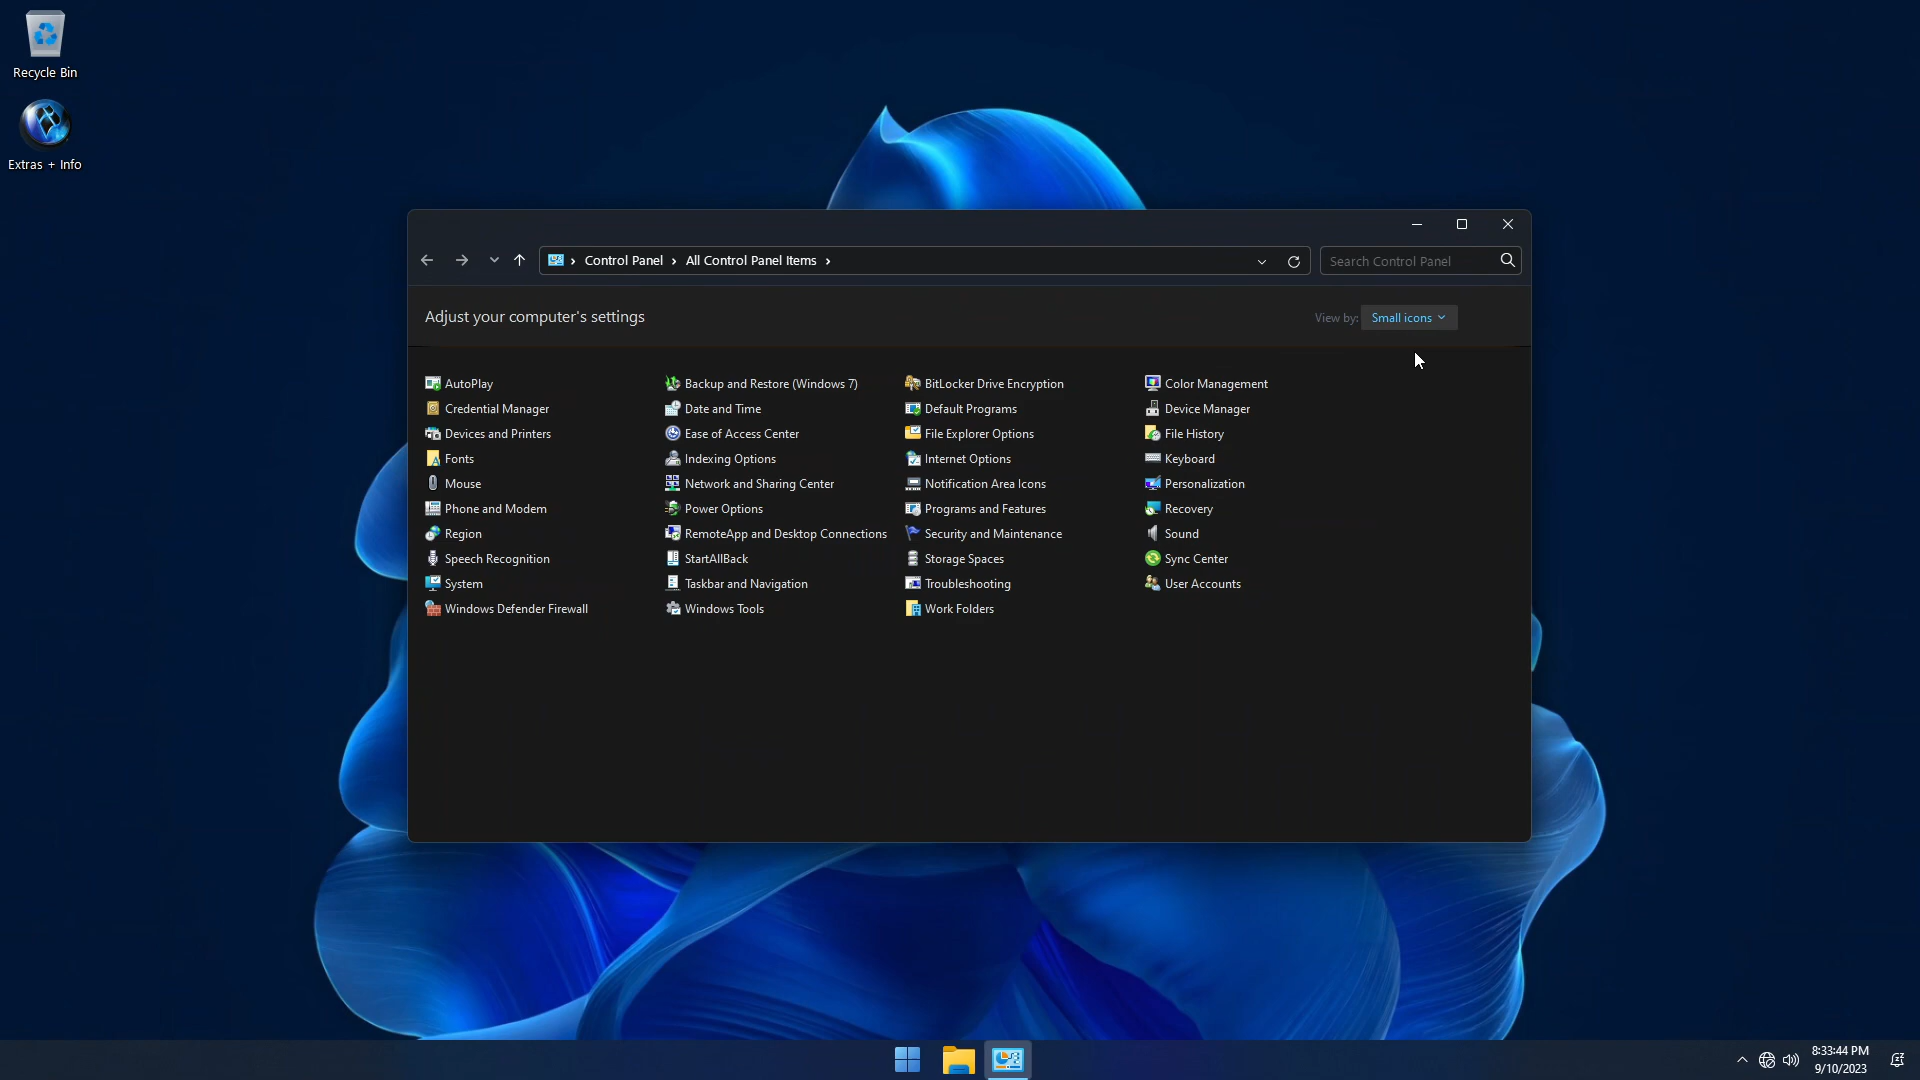 Recycle Bin
Extras + Info
Control Panel
All Control Panel Items
Search Control Panel
Adjust your computer's settings
View by: Small icons
AutoPlay
Backup and Restore (Windows 7)
BitLocker Drive Encryption
Color Management
Credential Manager
Date and Time
Default Programs
Device Manager
Devices and Printers
Ease of Access Center
File Explorer Options
File History
Fonts
Indexing Options
Internet Options
Keyboard
Mouse
Network and Sharing Center
Notification Area Icons
Personalization
Phone and Modem
Power Options
Programs and Features
Recovery
Region
RemoteApp and Desktop Connections
Security and Maintenance
Sound
Speech Recognition
StartAllBack
Storage Spaces
Sync Center
System
Taskbar and Navigation
Troubleshooting
User Accounts
Windows Defender Firewall
Windows Tools
Work Folders
8:33:44 PM
9/10/2023